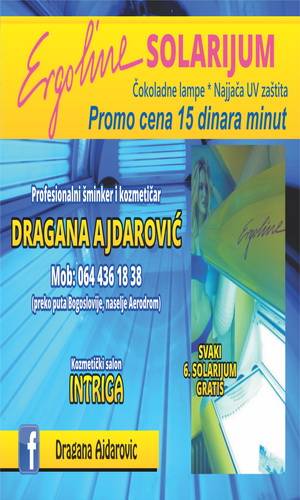 Ergoline SOLARIJUM
Čokoladne lampe * Najjača UV zaštita
Promo cena 15 dinara minut
Profesionalni šminker i kozmetičar
DRAGANA AJDAROVIĆ
Mob: 064 436 18 38
(preko puta Bogoslovije, naselje Aerodrom)
Ergoline
Kozmetički salon
INTRIGA
SVAKI
6. SOLARIJUM
GRATIS
f Dragana Ajdarovic